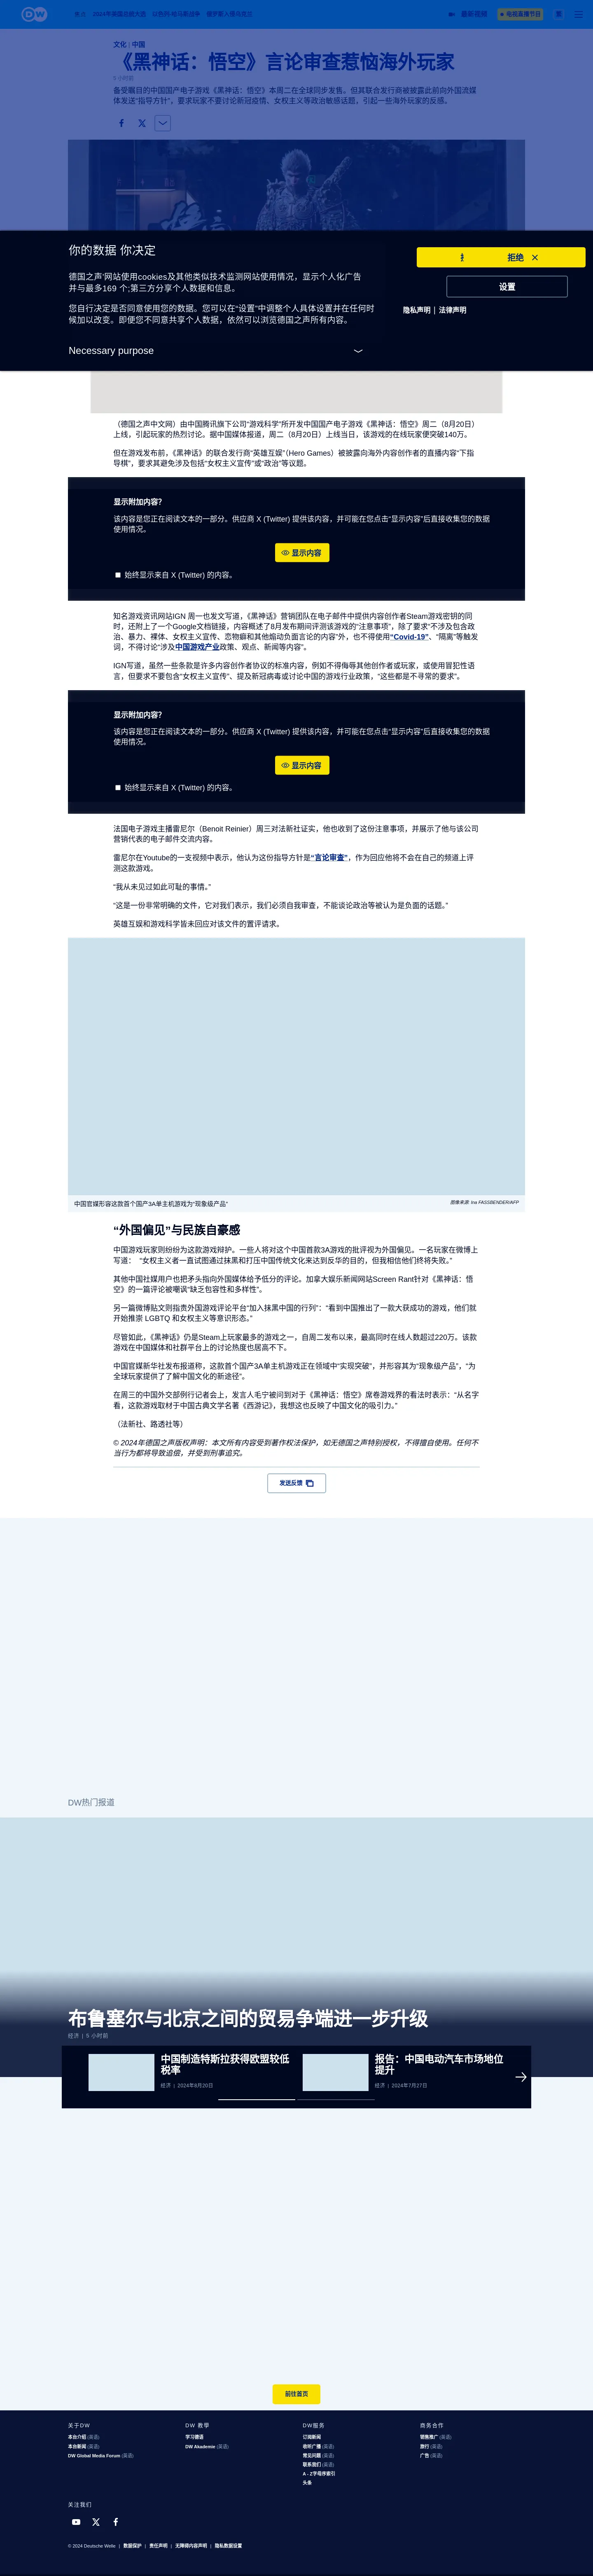 DW
焦点
2024年美国总统大选
以色列-哈马斯战争
俄罗斯入侵乌克兰
最新视频
电视直播节目
繁
文化 | 中国
《黑神话：悟空》言论审查惹恼海外玩家
5 小时前
备受瞩目的中国国产电子游戏《黑神话：悟空》本周二在全球同步发售。但其联合发行商被披露此前向外国流媒
体发送“指导方针”，要求玩家不要讨论新冠疫情、女权主义等政治敏感话题，引起一些海外玩家的反感。
你的数据 你决定
德国之声¨网站使用cookies及其他类似技术监测网站使用情况，显示个人化广告
并与最多169 个;第三方分享个人数据和信息。
您自行决定是否同意使用您的数据。您可以在“设置”中调整个人具体设置并在任何时
候加以改变。即便您不同意共享个人数据，依然可以浏览德国之声所有内容。
Necessary purpose
拒绝
设置
隐私声明 | 法律声明
（德国之声中文网）由中国腾讯旗下公司“游戏科学”所开发中国国产电子游戏《黑神话：悟空》周二（8月20日）
上线，引起玩家的热烈讨论。据中国媒体报道，周二（8月20日）上线当日，该游戏的在线玩家便突破140万。
但在游戏发布前，《黑神话》的联合发行商“英雄互娱”（Hero Games）被披露向海外内容创作者的直播内容“下指
导棋”，要求其避免涉及包括“女权主义宣传”或“政治”等议题。
显示附加内容？
该内容是您正在阅读文本的一部分。供应商 X (Twitter) 提供该内容，并可能在您点击“显示内容”后直接收集您的数据
使用情况。
显示内容
始终显示来自 X (Twitter) 的内容。
知名游戏资讯网站IGN 周一也发文写道，《黑神话》营销团队在电子邮件中提供内容创作者Steam游戏密钥的同
时，还附上了一个Google文档链接，内容概述了8月发布期间评测该游戏的“注意事项”，除了要求“不涉及包含政
治、暴力、裸体、女权主义宣传、恋物癖和其他煽动负面言论的内容”外，也不得使用“Covid-19”、“隔离”等触发
词，不得讨论“涉及中国游戏产业政策、观点、新闻等内容”。
IGN写道，虽然一些条款是许多内容创作者协议的标准内容，例如不得侮辱其他创作者或玩家，或使用冒犯性语
言，但要求不要包含“女权主义宣传”、提及新冠病毒或讨论中国的游戏行业政策，“这些都是不寻常的要求”。
显示附加内容？
该内容是您正在阅读文本的一部分。供应商 X (Twitter) 提供该内容，并可能在您点击“显示内容”后直接收集您的数据
使用情况。
显示内容
始终显示来自 X (Twitter) 的内容。
法国电子游戏主播雷尼尔（Benoit Reinier）周三对法新社证实，他也收到了这份注意事项，并展示了他与该公司
营销代表的电子邮件交流内容。
雷尼尔在Youtube的一支视频中表示，他认为这份指导方针是“言论审查”，作为回应他将不会在自己的频道上评
测这款游戏。
“我从未见过如此可耻的事情。”
“这是一份非常明确的文件，它对我们表示，我们必须自我审查，不能谈论政治等被认为是负面的话题。”
英雄互娱和游戏科学皆未回应对该文件的置评请求。
中国官媒形容这款首个国产3A单主机游戏为“现象级产品”
图像来源: Ina FASSBENDER/AFP
“外国偏见”与民族自豪感
中国游戏玩家则纷纷为这款游戏辩护。一些人将对这个中国首款3A游戏的批评视为外国偏见。一名玩家在微博上
写道： “女权主义者一直试图通过抹黑和打压中国传统文化来达到反华的目的，但我相信他们终将失败。”
其他中国社媒用户也把矛头指向外国媒体给予低分的评论。加拿大娱乐新闻网站Screen Rant针对《黑神话：悟
空》的一篇评论被嘲讽“缺乏包容性和多样性”。
另一篇微博贴文则指责外国游戏评论平台“加入抹黑中国的行列”：“看到中国推出了一款大获成功的游戏，他们就
开始推崇 LGBTQ 和女权主义等意识形态。”
尽管如此，《黑神话》仍是Steam上玩家最多的游戏之一，自周二发布以来，最高同时在线人数超过220万。该款
游戏在中国媒体和社群平台上的讨论热度也居高不下。
中国官媒新华社发布报道称，这款首个国产3A单主机游戏正在领域中“实现突破”，并形容其为“现象级产品”，“为
全球玩家提供了了解中国文化的新途径”。
在周三的中国外交部例行记者会上，发言人毛宁被问到对于《黑神话：悟空》席卷游戏界的看法时表示：“从名字
看，这款游戏取材于中国古典文学名著《西游记》，我想这也反映了中国文化的吸引力。”
（法新社、路透社等）
© 2024年德国之声版权声明：本文所有内容受到著作权法保护，如无德国之声特别授权，不得擅自使用。任何不
当行为都将导致追偿，并受到刑事追究。
发送反馈
DW热门报道
布鲁塞尔与北京之间的贸易争端进一步升级
经济 | 5 小时前
中国制造特斯拉获得欧盟较低
税率
经济 | 2024年8月20日
报告：中国电动汽车市场地位
提升
经济 | 2024年7月27日
前往首页
关于DW
本台介绍 (英语)
本台新闻 (英语)
DW Global Media Forum (英语)
DW 教学
学习德语
DW Akademie (英语)
DW服务
订阅新闻
收听广播 (英语)
常见问题 (英语)
联系我们 (英语)
A - Z字母序索引
头条
商务合作
销售推广 (英语)
旅行 (英语)
广告 (英语)
关注我们
© 2024 Deutsche Welle | 数据保护 | 责任声明 | 无障碍内容声明 | 隐私数据设置